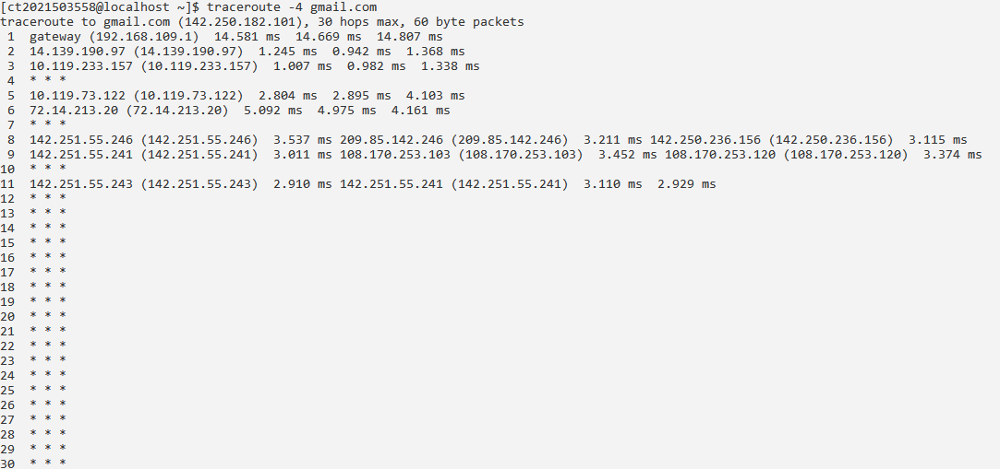 [ct2021503558@localhost ~]$ traceroute -4 gmail.com
traceroute to gmail.com (142.250.182.101), 30 hops max, 60 byte packets
 1  gateway (192.168.109.1)  14.581 ms  14.669 ms  14.807 ms
 2  14.139.190.97 (14.139.190.97)  1.245 ms  0.942 ms  1.368 ms
 3  10.119.233.157 (10.119.233.157)  1.007 ms  0.982 ms  1.338 ms
 4  * * *
 5  10.119.73.122 (10.119.73.122)  2.804 ms  2.895 ms  4.103 ms
 6  72.14.213.20 (72.14.213.20)  5.092 ms  4.975 ms  4.161 ms
 7  * * *
 8  142.251.55.246 (142.251.55.246)  3.537 ms 209.85.142.246 (209.85.142.246)  3.211 ms 142.250.236.156 (142.250.236.156)  3.115 ms
 9  142.251.55.241 (142.251.55.241)  3.011 ms 108.170.253.103 (108.170.253.103)  3.452 ms 108.170.253.120 (108.170.253.120)  3.374 ms
10  * * *
11  142.251.55.243 (142.251.55.243)  2.910 ms 142.251.55.241 (142.251.55.241)  3.110 ms  2.929 ms
12  * * *
13  * * *
14  * * *
15  * * *
16  * * *
17  * * *
18  * * *
19  * * *
20  * * *
21  * * *
22  * * *
23  * * *
24  * * *
25  * * *
26  * * *
27  * * *
28  * * *
29  * * *
30  * * *